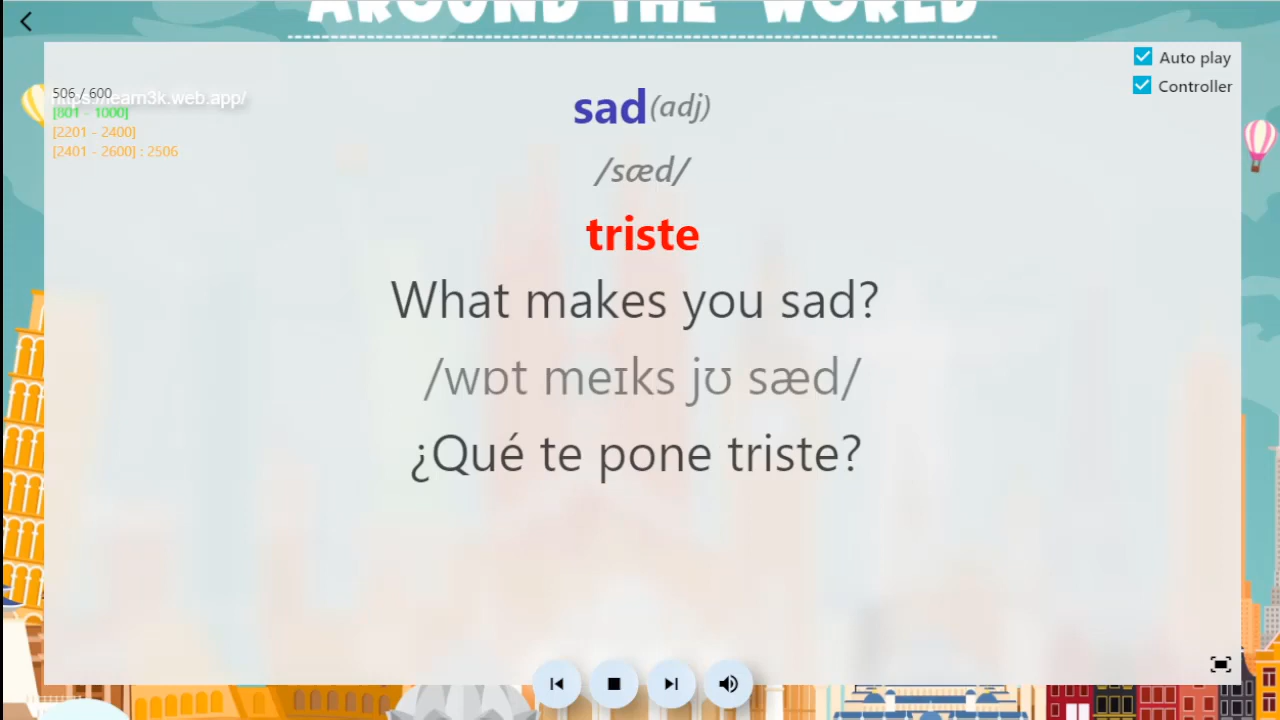 AROUND THE WORLD
Auto play
Controller
506 / 600
https://learn3k.web.app/
[801 - 1000]
[2201 - 2400]
[2401 - 2600] : 2506
sad(adj)
/sæd/
triste
What makes you sad?
/wɒt meɪks jʊ sæd/
¿Qué te pone triste?